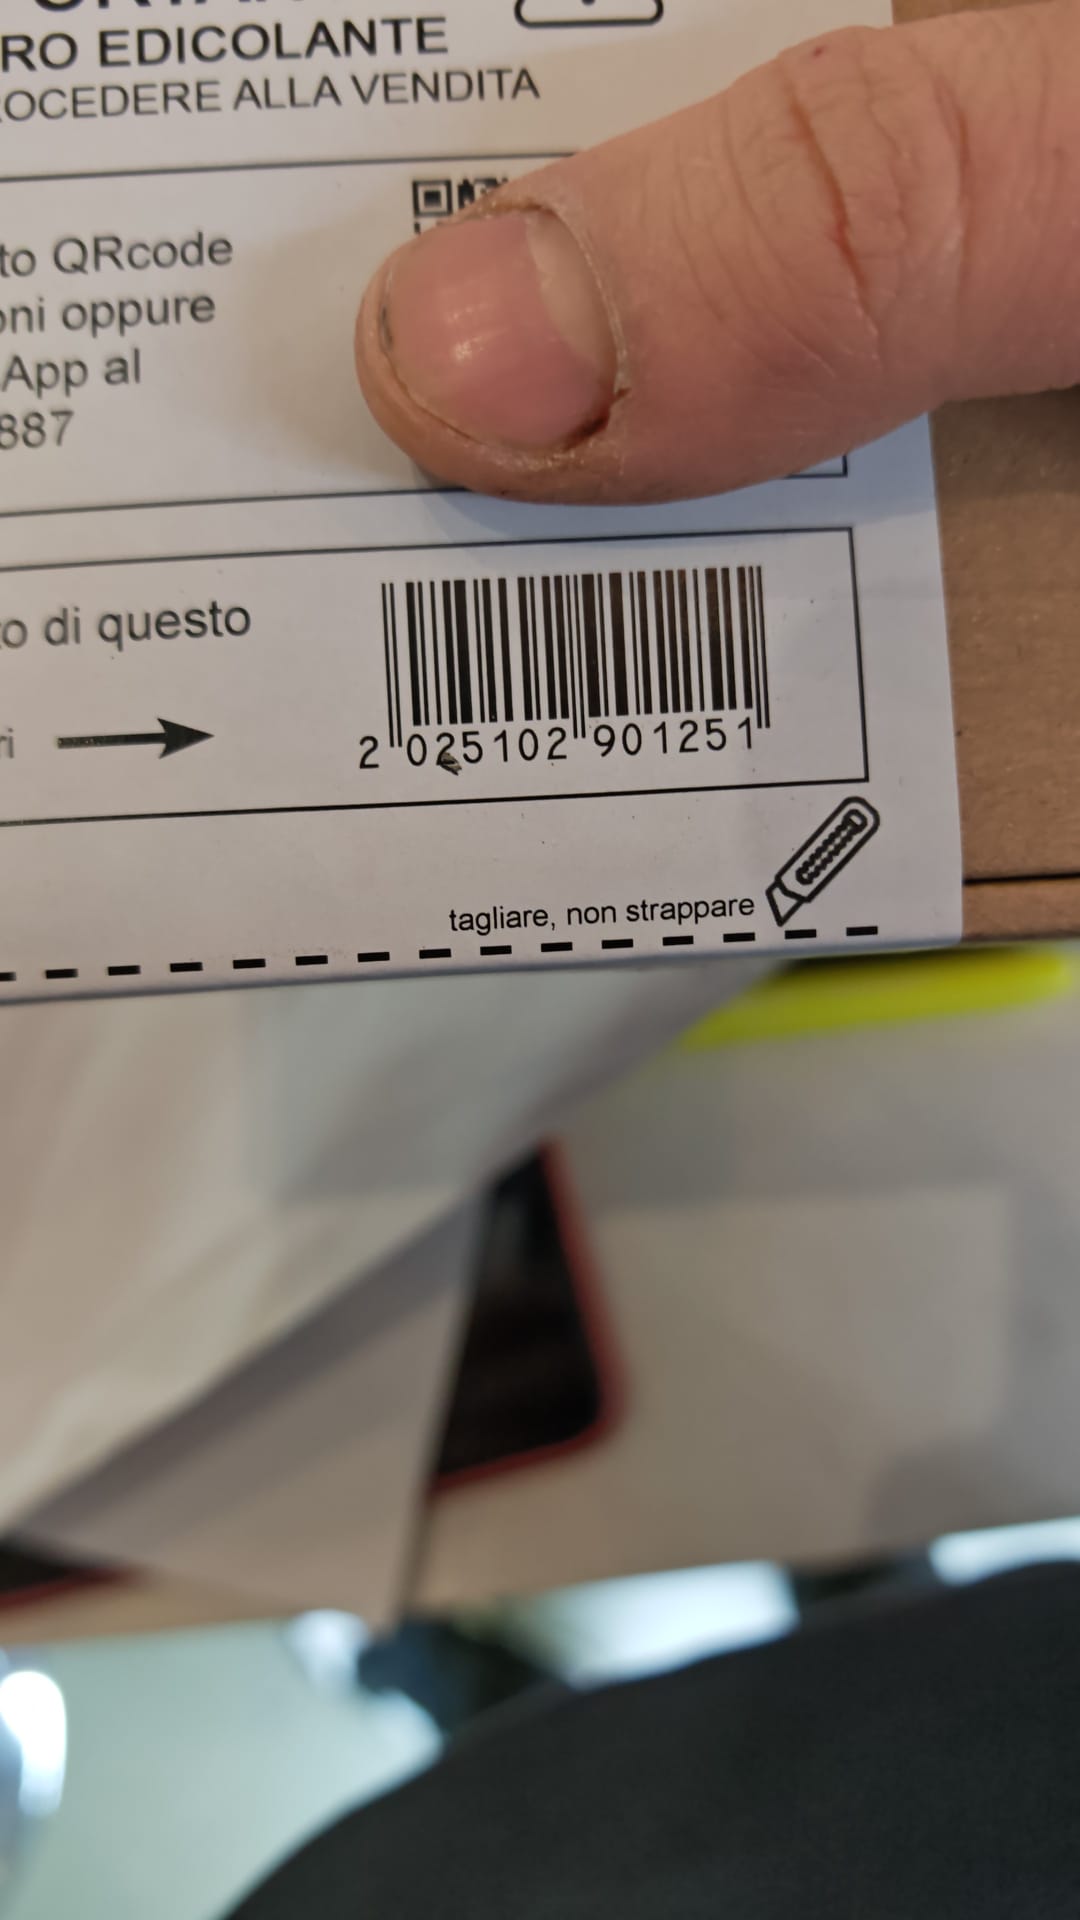 RO EDICOLANTE
OCEDERE ALLA VENDITA
to QRcode
oni oppure
App al
887
o di questo
ri
2 025102 901251
tagliare, non strappare